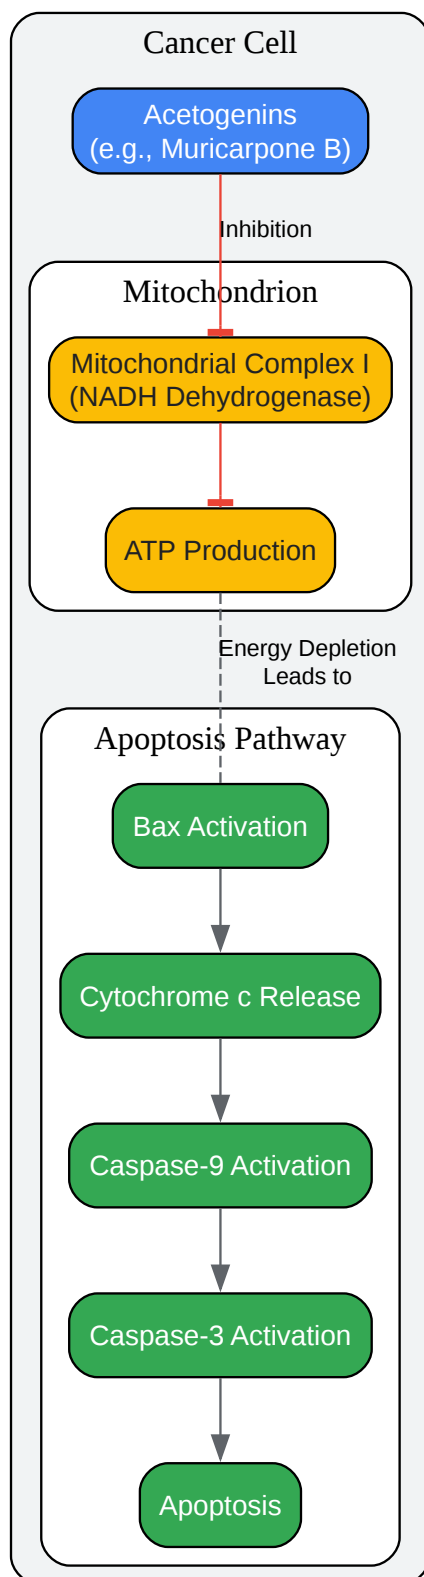 Cancer Cell
Acetogenins
(e.g., Muricarpone B)
Inhibition
Mitochondrion
Mitochondrial Complex I
(NADH Dehydrogenase)
ATP Production
Energy Depletion
Leads to
Apoptosis Pathway
Bax Activation
Cytochrome c Release
Caspase-9 Activation
Caspase-3 Activation
Apoptosis